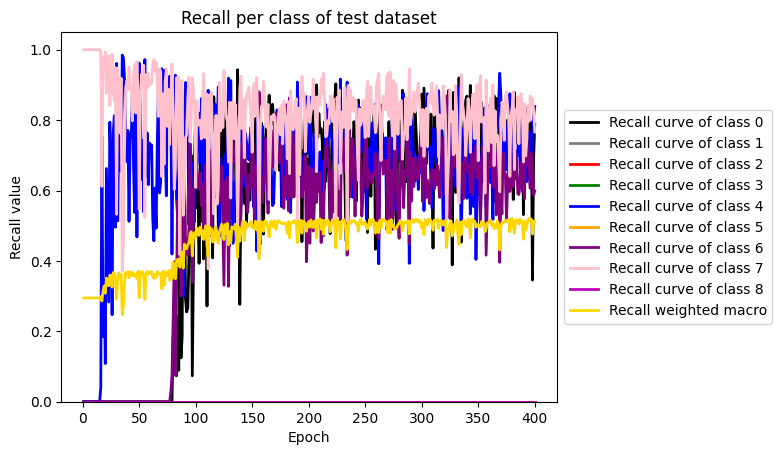 Recall per class of test dataset
1.0
0.8
0.6
0.4
0.2
0.0
Recall value
0 50 100 150 200 250 300 350 400
Epoch
Recall curve of class 0
Recall curve of class 1
Recall curve of class 2
Recall curve of class 3
Recall curve of class 4
Recall curve of class 5
Recall curve of class 6
Recall curve of class 7
Recall curve of class 8
Recall weighted macro